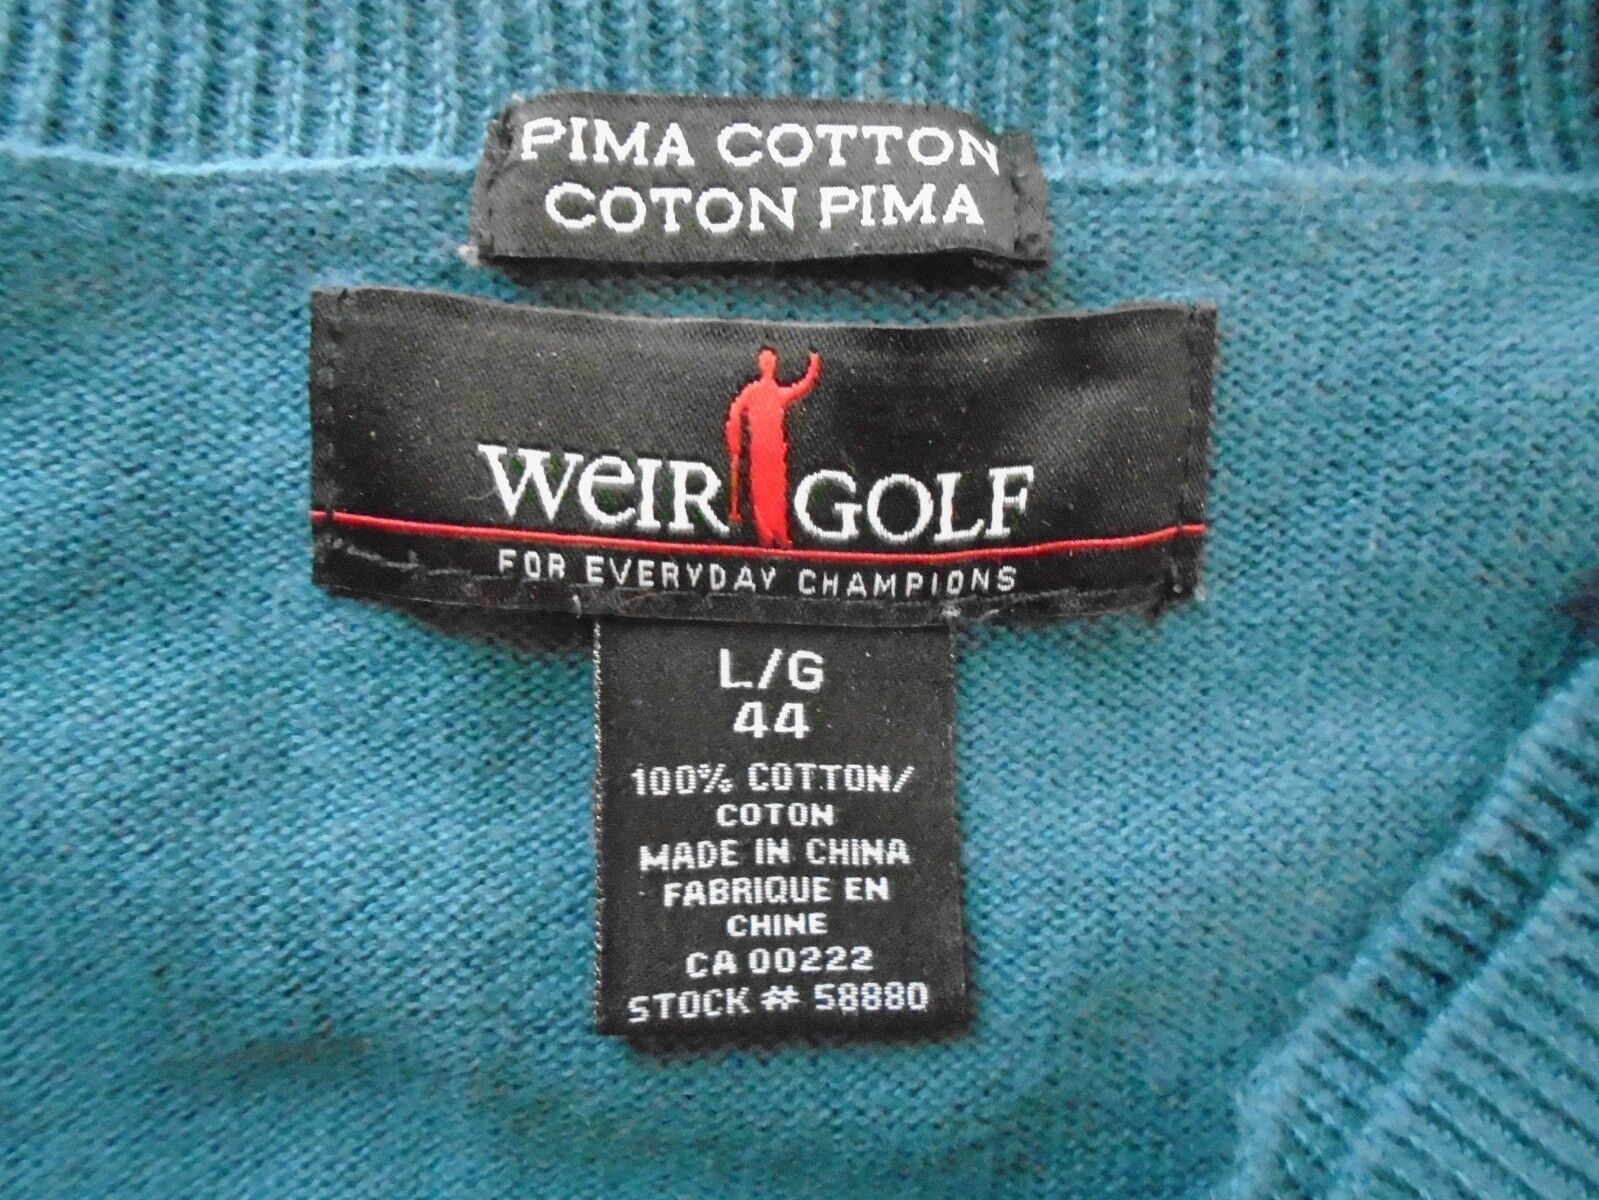 PIMA COTTON
COTON PIMA
WeIR GOLF
FOR EVERYDAY CHAMPIONS
L/G
44
100% COTTON/
COTON
MADE IN CHINA
FABRIQUE EN
CHINE
CA 00222
STOCK # 58880